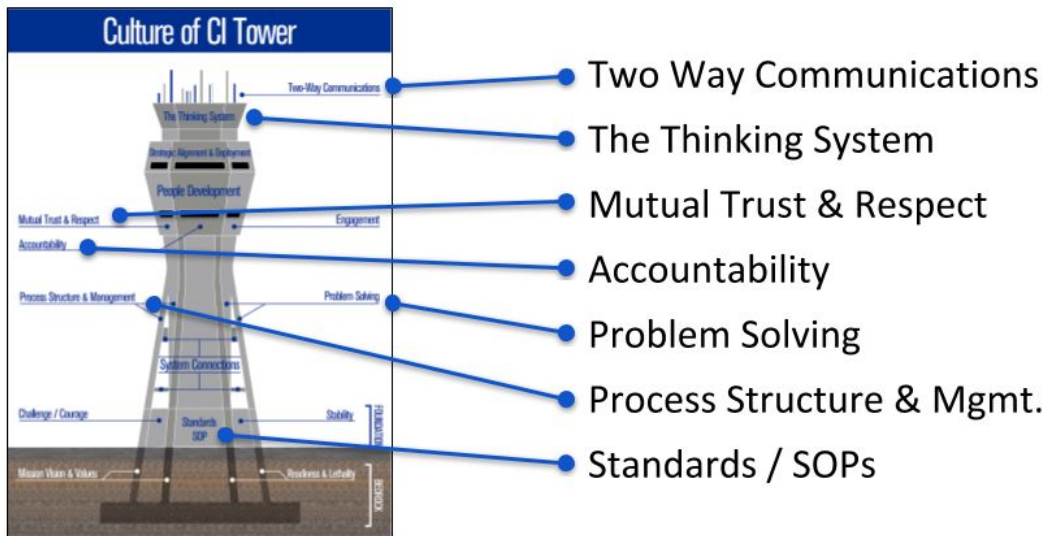 Culture of CI Tower
Two-Way Communications
The Thinking System
Strategic Alignment & Deployment
People Development
Mutual Trust & Respect
Engagement
Accountability
Process Structure & Management
Problem Solving
System Connections
Challenge / Courage
Standards
SOP
Stability
FOUNDATION
Mission Vision & Values
Readiness & Lethality
BEDROCK
Two Way Communications
The Thinking System
Mutual Trust & Respect
Accountability
Problem Solving
Process Structure & Mgmt.
Standards / SOPs